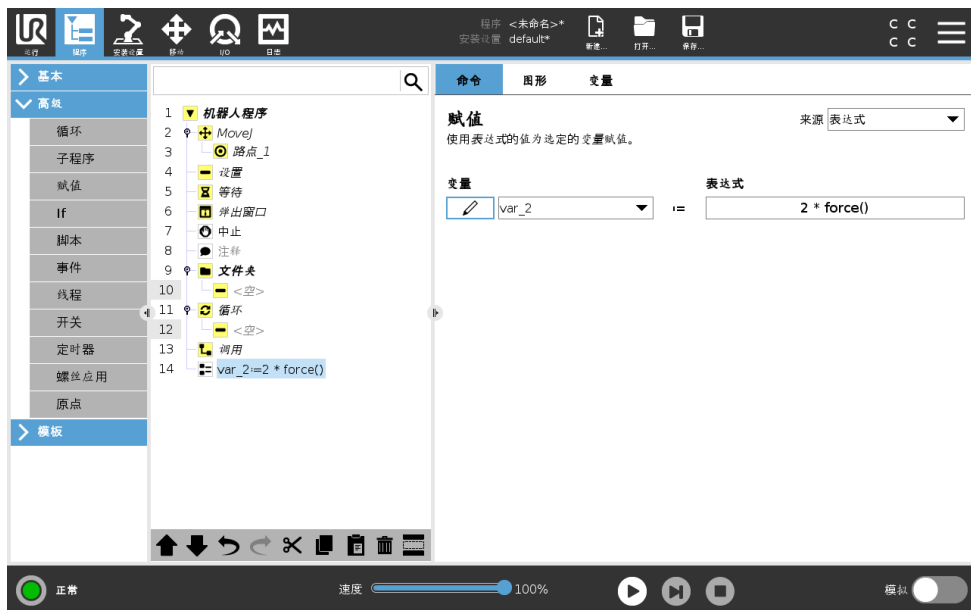 UR
运行
程序
安装设置
移动
I/O
日志
程序 <未命名>*
安装设置 default*
新建...
打开...
保存...
C C
C C
基本
高级
循环
子程序
赋值
If
脚本
事件
线程
开关
定时器
螺丝应用
原点
模板
1 机器人程序
2 MoveJ
3 路点_1
4 设置
5 等待
6 弹出窗口
7 中止
8 注释
9 文件夹
10 <空>
11 循环
12 <空>
13 调用
14 var_2:=2 * force()
命令 图形 变量
赋值
使用表达式的值为选定的变量赋值。
来源 表达式
变量
表达式
var_2 := 2 * force()
正常
速度 100%
模拟